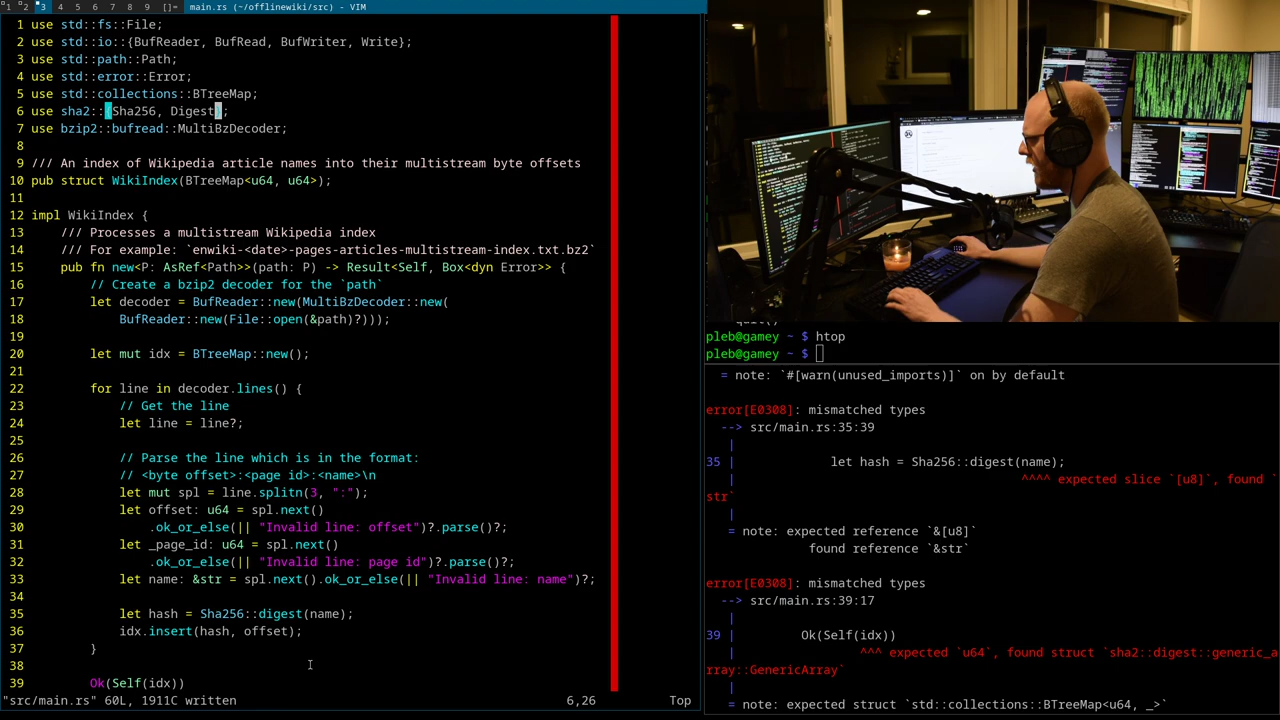 1 2 3 4 5 6 7 8 9 []= main.rs (~/offlinewiki/src) - VIM
1 use std::fs::File;
2 use std::io::{BufReader, BufRead, BufWriter, Write};
3 use std::path::Path;
4 use std::error::Error;
5 use std::collections::BTreeMap;
6 use sha2::{Sha256, Digest};
7 use bzip2::bufread::MultiBzDecoder;
8
9 /// An index of Wikipedia article names into their multistream byte offsets
10 pub struct WikiIndex(BTreeMap<u64, u64>);
11
12 impl WikiIndex {
13     /// Processes a multistream Wikipedia index
14     /// For example: `enwiki-<date>-pages-articles-multistream-index.txt.bz2`
15     pub fn new<P: AsRef<Path>>(path: P) -> Result<Self, Box<dyn Error>> {
16         // Create a bzip2 decoder for the `path`
17         let decoder = BufReader::new(MultiBzDecoder::new(
18             BufReader::new(File::open(&path)?)));
19
20         let mut idx = BTreeMap::new();
21
22         for line in decoder.lines() {
23             // Get the line
24             let line = line?;
25
26             // Parse the line which is in the format:
27             // <byte offset>:<page id>:<name>\n
28             let mut spl = line.splitn(3, ":");
29             let offset: u64 = spl.next()
30                 .ok_or_else(|| "Invalid line: offset")?.parse()?;
31             let _page_id: u64 = spl.next()
32                 .ok_or_else(|| "Invalid line: page id")?.parse()?;
33             let name: &str = spl.next().ok_or_else(|| "Invalid line: name")?;
34
35             let hash = Sha256::digest(name);
36             idx.insert(hash, offset);
37         }
38
39         Ok(Self(idx))
"src/main.rs" 60L, 1911C written 6,26 Top
quit()
pleb@gamey ~ $ htop
pleb@gamey ~ $
= note: `#[warn(unused_imports)]` on by default
error[E0308]: mismatched types
--> src/main.rs:35:39
|
35 | let hash = Sha256::digest(name);
| ^^^^ expected slice `[u8]`, found `
str`
|
= note: expected reference `&[u8]`
found reference `&str`
error[E0308]: mismatched types
--> src/main.rs:39:17
|
39 | Ok(Self(idx))
| ^^^ expected `u64`, found struct `sha2::digest::generic_a
rray::GenericArray`
|
= note: expected struct `std::collections::BTreeMap<u64, _>`